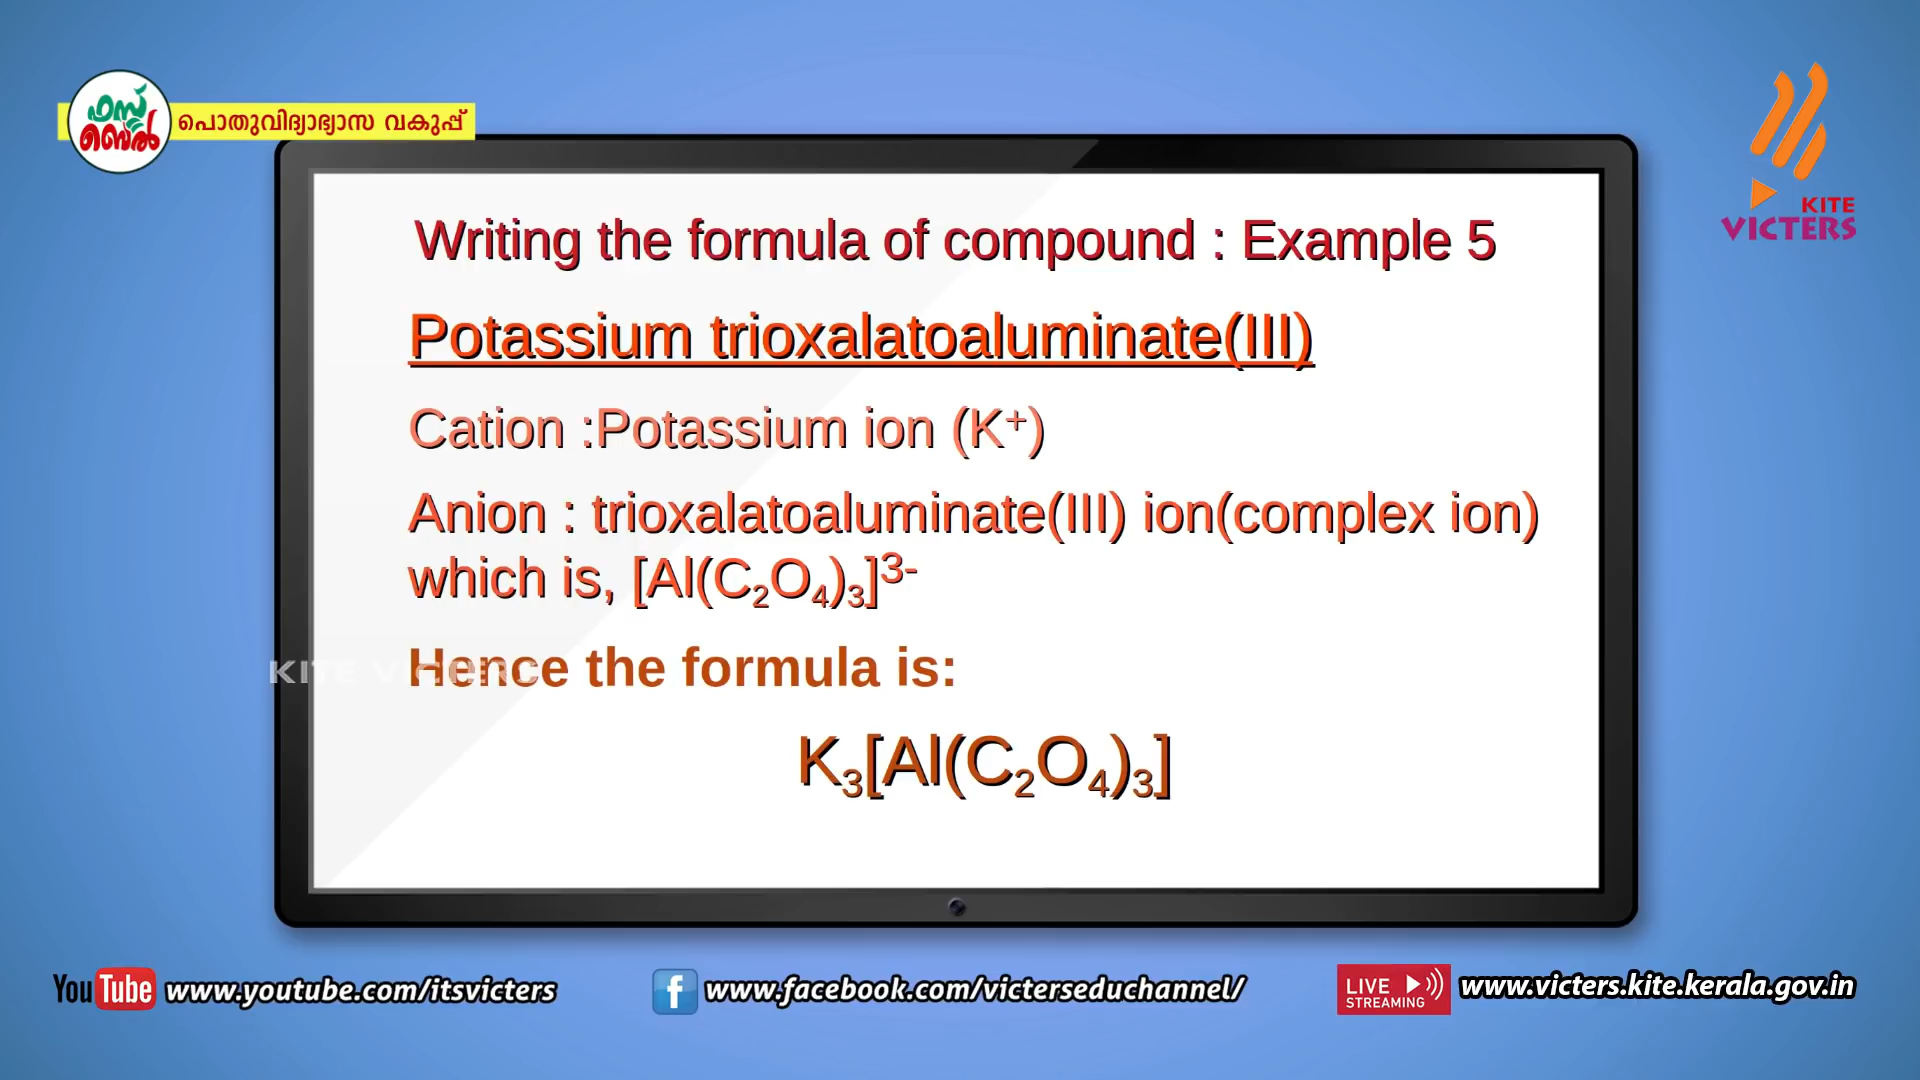 ഫസ്റ്റ് ബെൽ
പൊതുവിദ്യാഭ്യാസ വകുപ്പ്
KITE
VICTERS
Writing the formula of compound : Example 5
Potassium trioxalatoaluminate(III)
Cation :Potassium ion (K⁺)
Anion : trioxalatoaluminate(III) ion(complex ion)
which is, [Al(C₂O₄)₃]³⁻
KITE VICTERS
Hence the formula is:
K₃[Al(C₂O₄)₃]
YouTube www.youtube.com/itsvicters
f www.facebook.com/victerseduchannel/
LIVE STREAMING www.victers.kite.kerala.gov.in